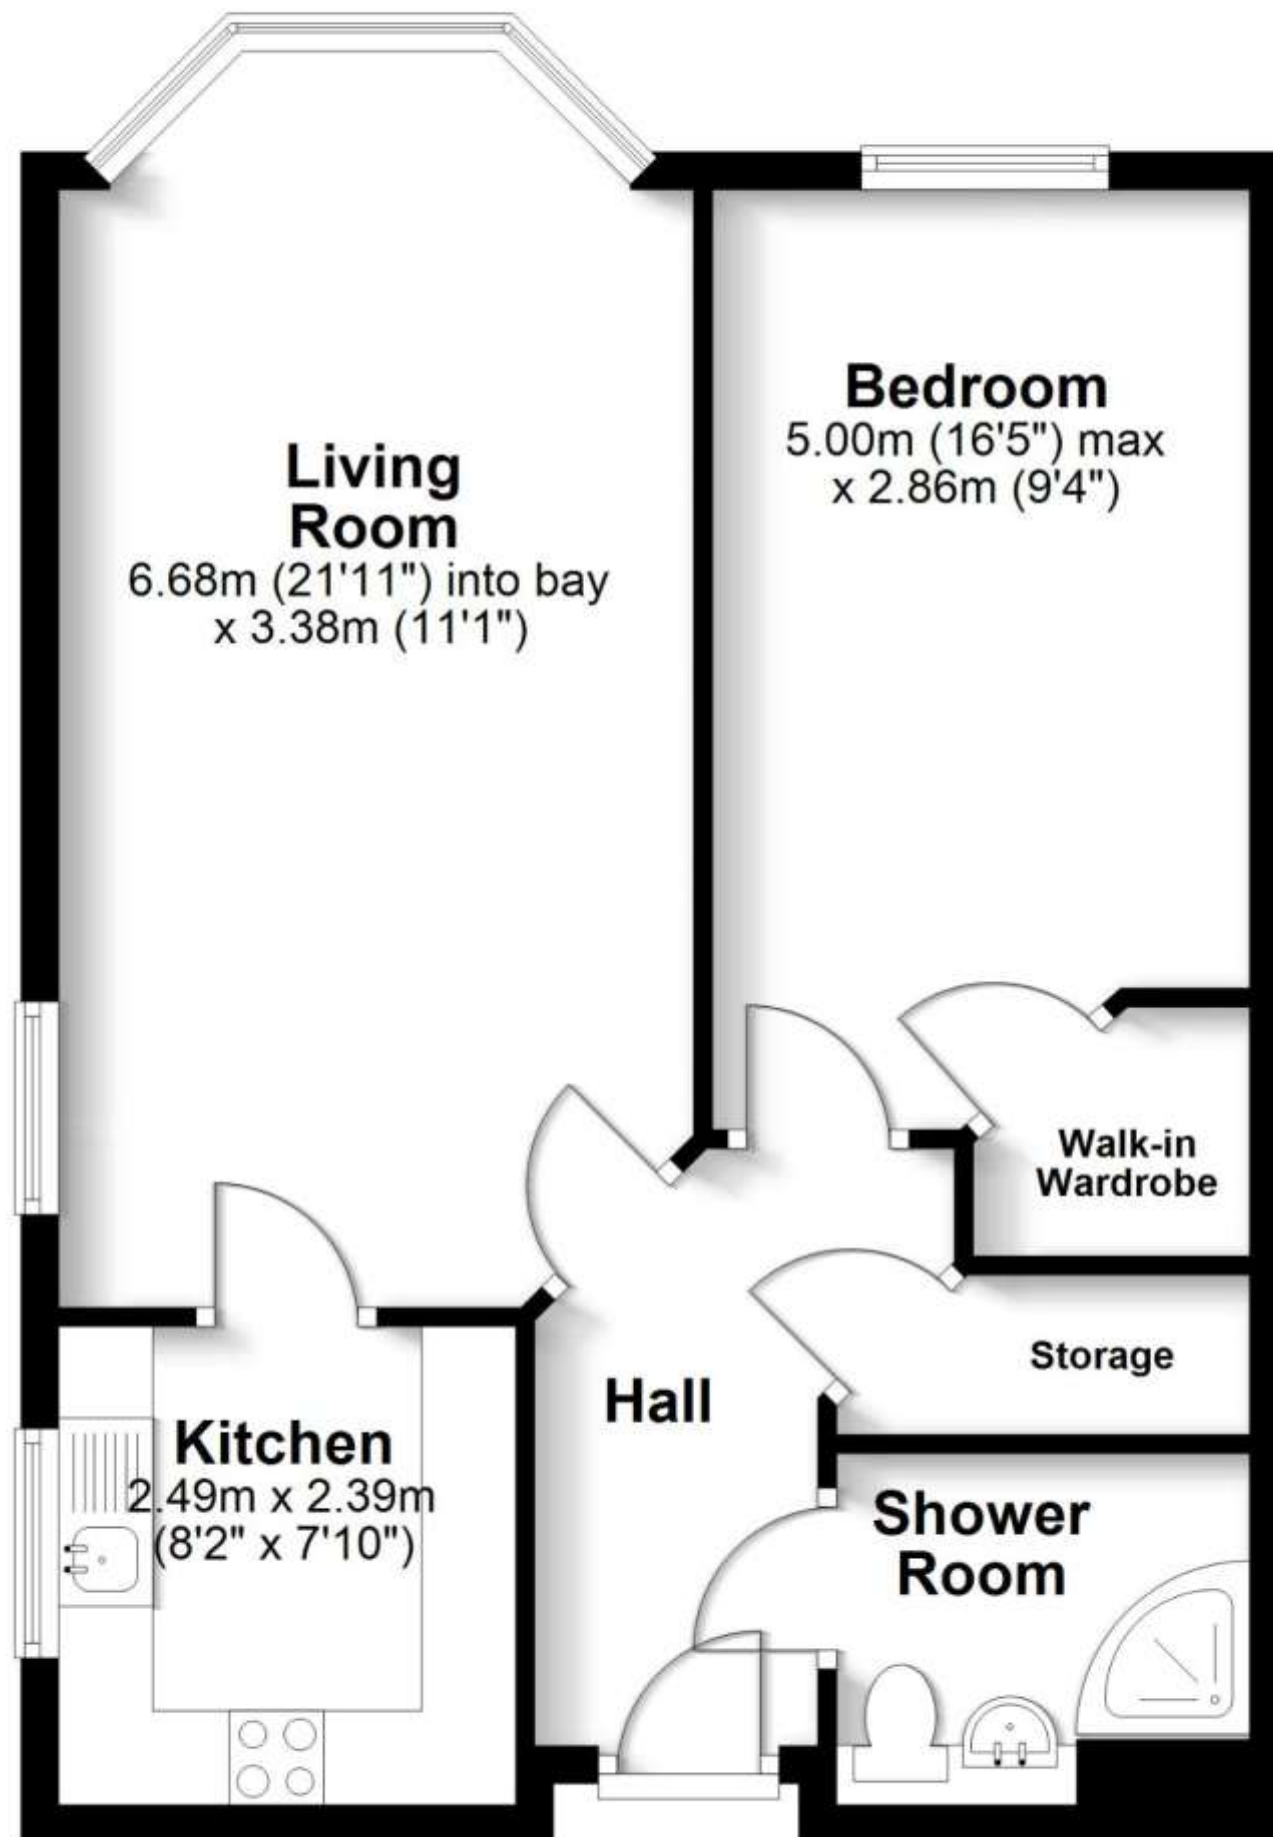 Living
Room
6.68m (21'11") into bay
x 3.38m (11'1")
Bedroom
5.00m (16'5") max
x 2.86m (9'4")
Walk-in
Wardrobe
Storage
Hall
Kitchen
2.49m x 2.39m
(8'2" x 7'10")
Shower
Room